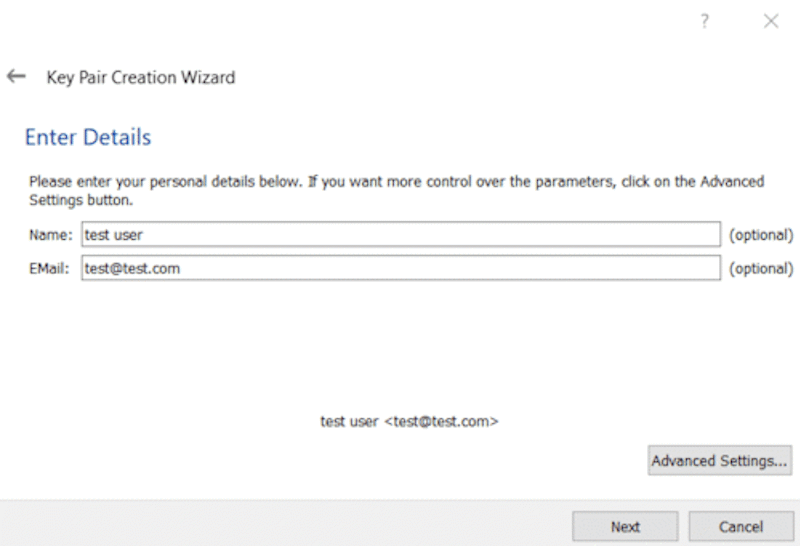 ?
Key Pair Creation Wizard
Enter Details
Please enter your personal details below. If you want more control over the parameters, click on the Advanced
Settings button.
Name: test user (optional)
EMail: test@test.com (optional)
test user <test@test.com>
Advanced Settings...
Next Cancel